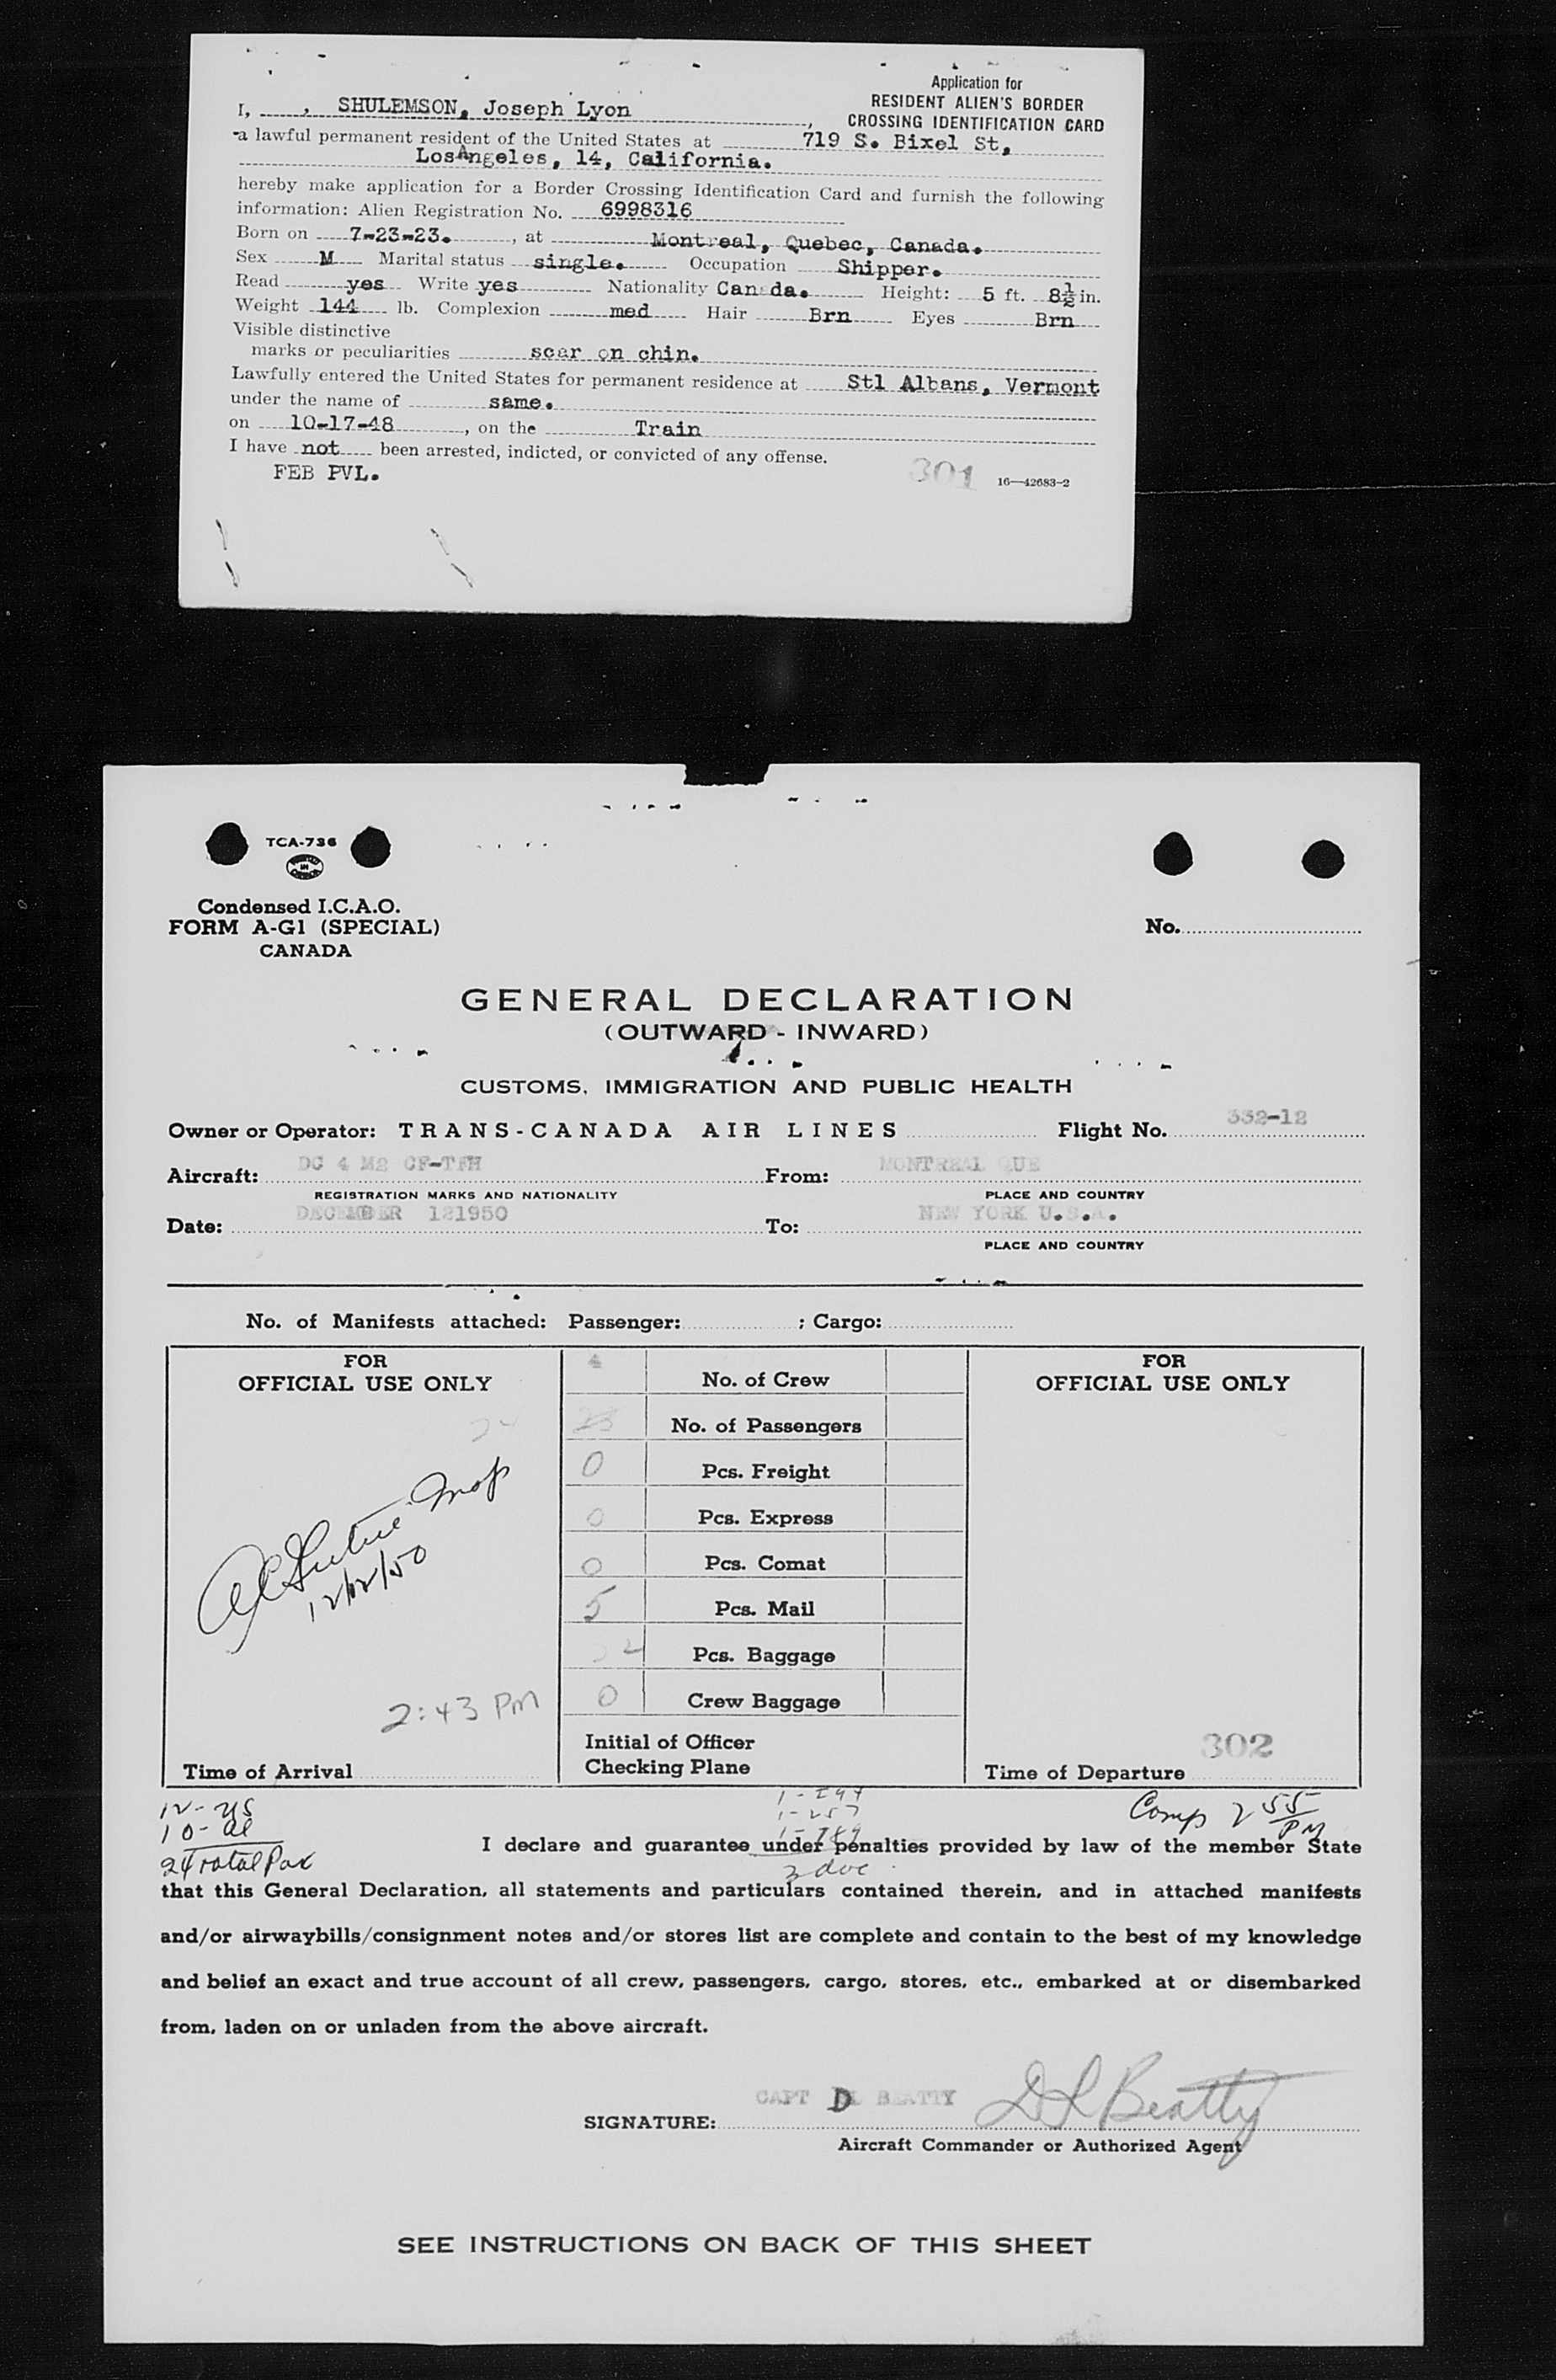 Application for
RESIDENT ALIEN'S BORDER
CROSSING IDENTIFICATION CARD
I, SHULEMSON, Joseph Lyon,
a lawful permanent resident of the United States at 719 S. Bixel St,
LosAngeles, 14, California.
hereby make application for a Border Crossing Identification Card and furnish the following
information: Alien Registration No. 6998316
Born on 7-23-23., at Montreal, Quebec, Canada.
Sex M Marital status single. Occupation Shipper.
Read yes Write yes Nationality Canada. Height: 5 ft. 8½ in.
Weight 144 lb. Complexion med Hair Brn Eyes Brn
Visible distinctive
marks or peculiarities scar on chin.
Lawfully entered the United States for permanent residence at Stl Albans, Vermont
under the name of same.
on 10-17-48, on the Train
I have not been arrested, indicted, or convicted of any offense.
FEB PVL. 301 16—42683-2
TCA-736
Condensed I.C.A.O.
FORM A-G1 (SPECIAL)
CANADA
No.
GENERAL DECLARATION
(OUTWARD - INWARD)
CUSTOMS, IMMIGRATION AND PUBLIC HEALTH
Owner or Operator: TRANS-CANADA AIR LINES Flight No. 332-12
Aircraft: DC 4 M2 CF-TFH From: MONTREAL QUE
REGISTRATION MARKS AND NATIONALITY PLACE AND COUNTRY
Date: DECEMBER 121950 To: NEW YORK U.S.A.
PLACE AND COUNTRY
No. of Manifests attached: Passenger: ; Cargo:
FOR
OFFICIAL USE ONLY
12/12/50
2:43 PM
Time of Arrival
4 No. of Crew
No. of Passengers
0 Pcs. Freight
0 Pcs. Express
0 Pcs. Comat
5 Pcs. Mail
Pcs. Baggage
0 Crew Baggage
Initial of Officer
Checking Plane
FOR
OFFICIAL USE ONLY
302
Time of Departure
10- al
24 Total Pax
1-257
3 doc
Comp 2 55 PM
I declare and guarantee under penalties provided by law of the member State
that this General Declaration, all statements and particulars contained therein, and in attached manifests
and/or airwaybills/consignment notes and/or stores list are complete and contain to the best of my knowledge
and belief an exact and true account of all crew, passengers, cargo, stores, etc., embarked at or disembarked
from, laden on or unladen from the above aircraft.
CAPT D BEATTY DL Beatty
SIGNATURE:
Aircraft Commander or Authorized Agent
SEE INSTRUCTIONS ON BACK OF THIS SHEET